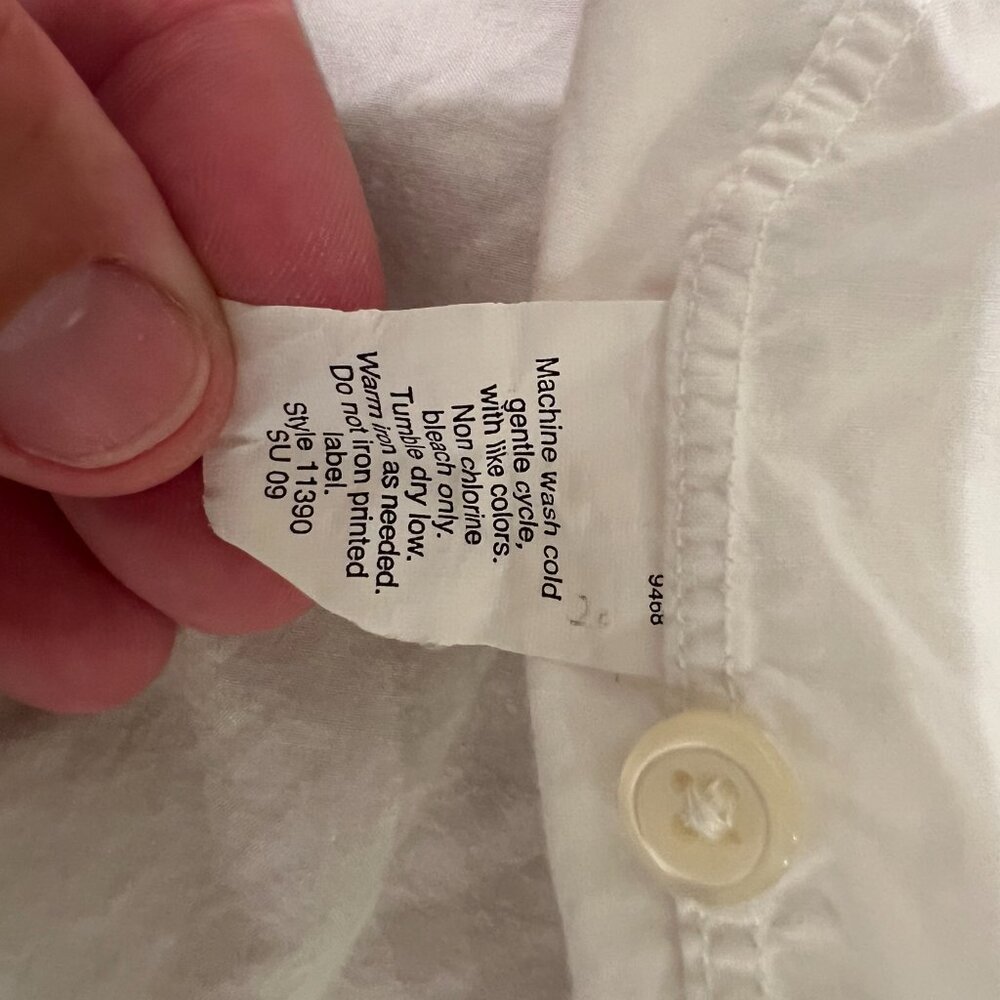 9468
Machine wash cold
gentle cycle,
with like colors.
Non chlorine
bleach only.
Tumble dry low.
Warm iron as needed.
Do not iron printed
label.
Style 11390
SU 09